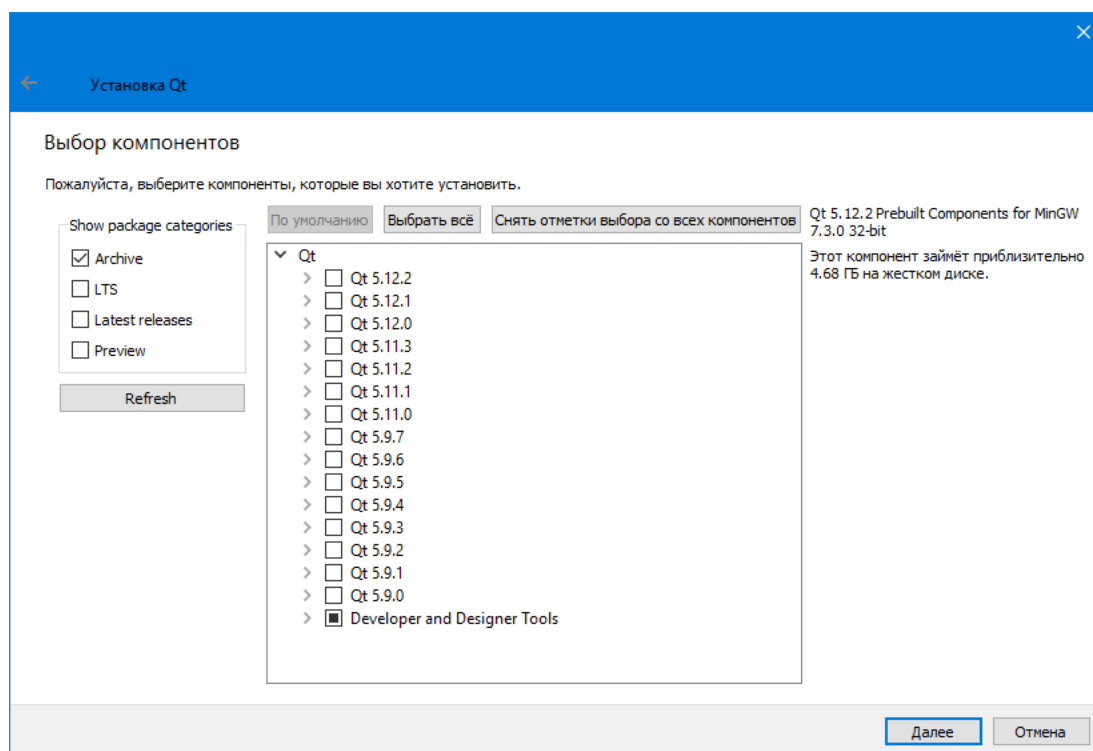 Установка Qt
Выбор компонентов
Пожалуйста, выберите компоненты, которые вы хотите установить.
Show package categories
Archive
LTS
Latest releases
Preview
Refresh
По умолчанию
Выбрать всё
Снять отметки выбора со всех компонентов
Qt
Qt 5.12.2
Qt 5.12.1
Qt 5.12.0
Qt 5.11.3
Qt 5.11.2
Qt 5.11.1
Qt 5.11.0
Qt 5.9.7
Qt 5.9.6
Qt 5.9.5
Qt 5.9.4
Qt 5.9.3
Qt 5.9.2
Qt 5.9.1
Qt 5.9.0
Developer and Designer Tools
Qt 5.12.2 Prebuilt Components for MinGW
7.3.0 32-bit
Этот компонент займёт приблизительно
4.68 ГБ на жестком диске.
Далее
Отмена